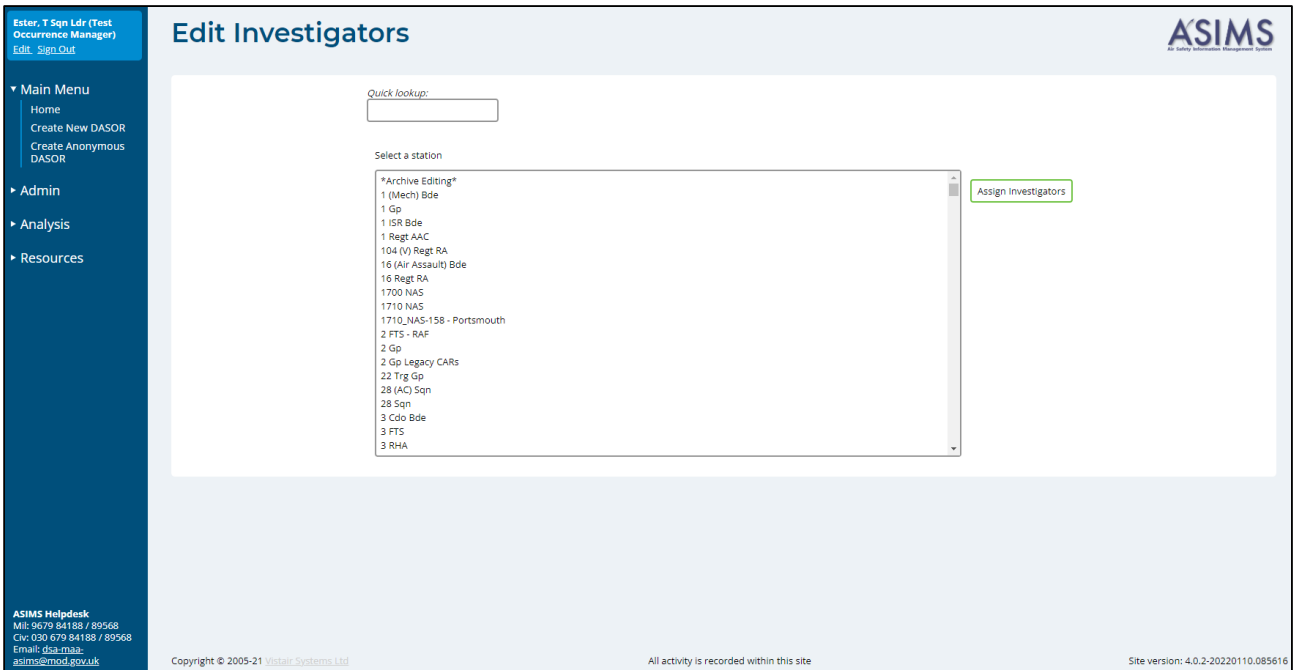 Ester, T Sqn Ldr (Test
Occurrence Manager)
Edit Sign Out
Main Menu
Home
Create New DASOR
Create Anonymous
DASOR
Admin
Analysis
Resources
ASIMS Helpdesk
Mil: 9679 84188 / 89568
Civ: 030 679 84188 / 89568
Email: dsa-maa-
asims@mod.gov.uk
Edit Investigators
ASIMS
Air Safety Information Management System
Quick lookup:
Select a station
*Archive Editing*
1 (Mech) Bde
1 Gp
1 ISR Bde
1 Regt AAC
104 (V) Regt RA
16 (Air Assault) Bde
16 Regt RA
1700 NAS
1710 NAS
1710_NAS-158 - Portsmouth
2 FTS - RAF
2 Gp
2 Gp Legacy CARs
22 Trg Gp
28 (AC) Sqn
28 Sqn
3 Cdo Bde
3 FTS
3 RHA
Assign Investigators
Copyright © 2005-21 Vistair Systems Ltd
All activity is recorded within this site
Site version: 4.0.2-20220110.085616